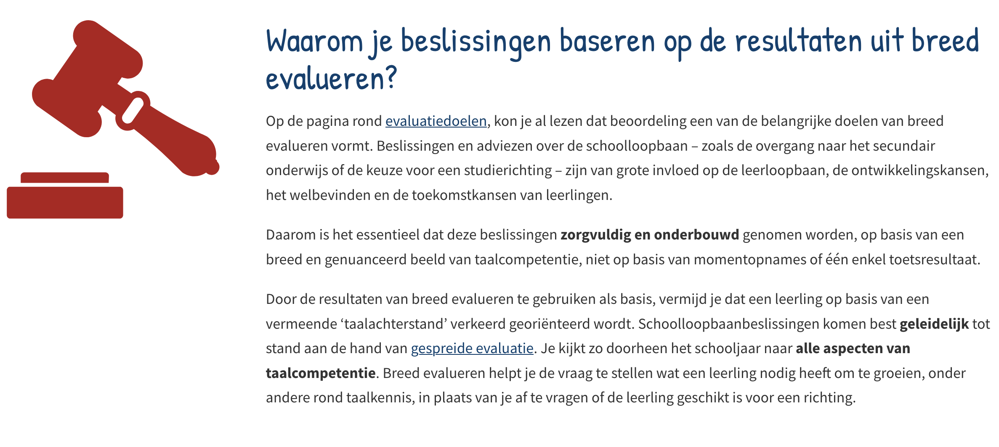 Waarom je beslissingen baseren op de resultaten uit breed
evalueren?
Op de pagina rond evaluatiedoelen, kon je al lezen dat beoordeling een van de belangrijke doelen van breed
evalueren vormt. Beslissingen en adviezen over de schoolloopbaan – zoals de overgang naar het secundair
onderwijs of de keuze voor een studierichting – zijn van grote invloed op de leerloopbaan, de ontwikkelingskansen,
het welbevinden en de toekomstkansen van leerlingen.
Daarom is het essentieel dat deze beslissingen zorgvuldig en onderbouwd genomen worden, op basis van een
breed en genuanceerd beeld van taalcompetentie, niet op basis van momentopnames of één enkel toetsresultaat.
Door de resultaten van breed evalueren te gebruiken als basis, vermijd je dat een leerling op basis van een
vermeende ‘taalachterstand’ verkeerd georiënteerd wordt. Schoolloopbaanbeslissingen komen best geleidelijk tot
stand aan de hand van gespreide evaluatie. Je kijkt zo doorheen het schooljaar naar alle aspecten van
taalcompetentie. Breed evalueren helpt je de vraag te stellen wat een leerling nodig heeft om te groeien, onder
andere rond taalkennis, in plaats van je af te vragen of de leerling geschikt is voor een richting.